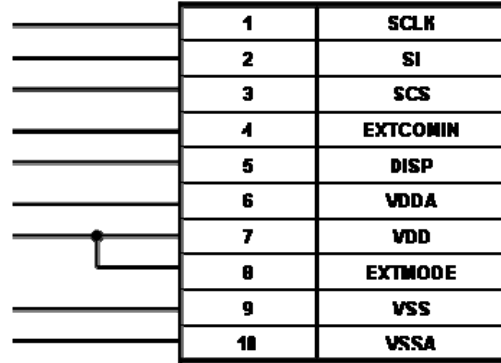 1 SCLK
2 SI
3 SCS
4 EXTCOMIN
5 DISP
6 VDDA
7 VDD
8 EXTMODE
9 VSS
10 VSSA